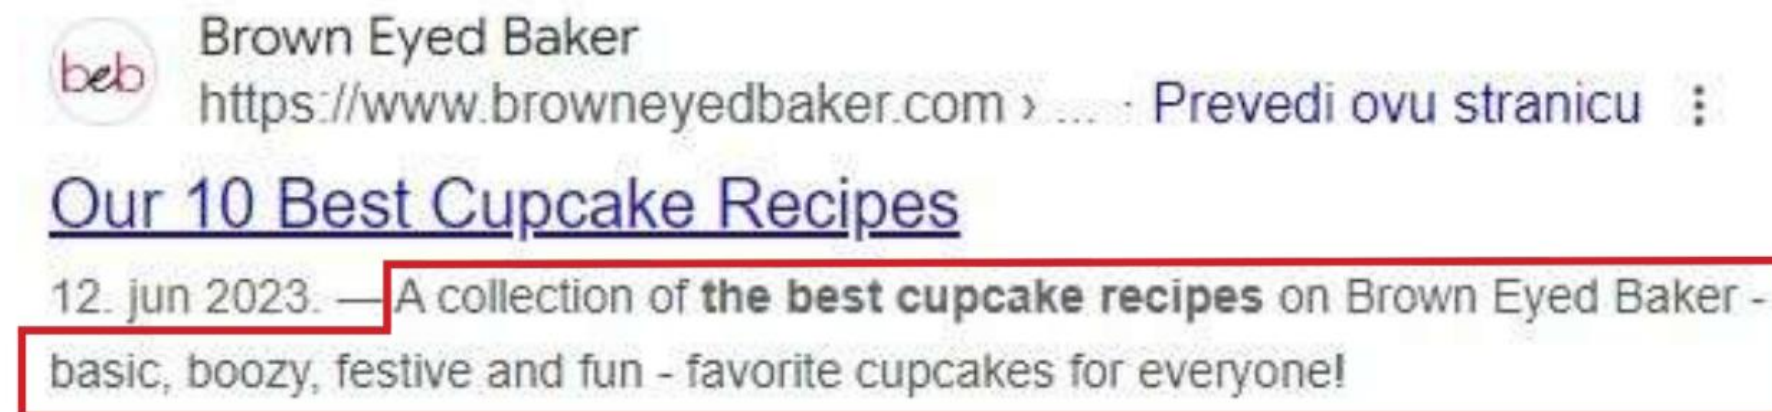 Brown Eyed Baker
beb
https://www.browneyedbaker.com › ... · Prevedi ovu stranicu
Our 10 Best Cupcake Recipes
12. jun 2023. — A collection of the best cupcake recipes on Brown Eyed Baker -
basic, boozy, festive and fun - favorite cupcakes for everyone!